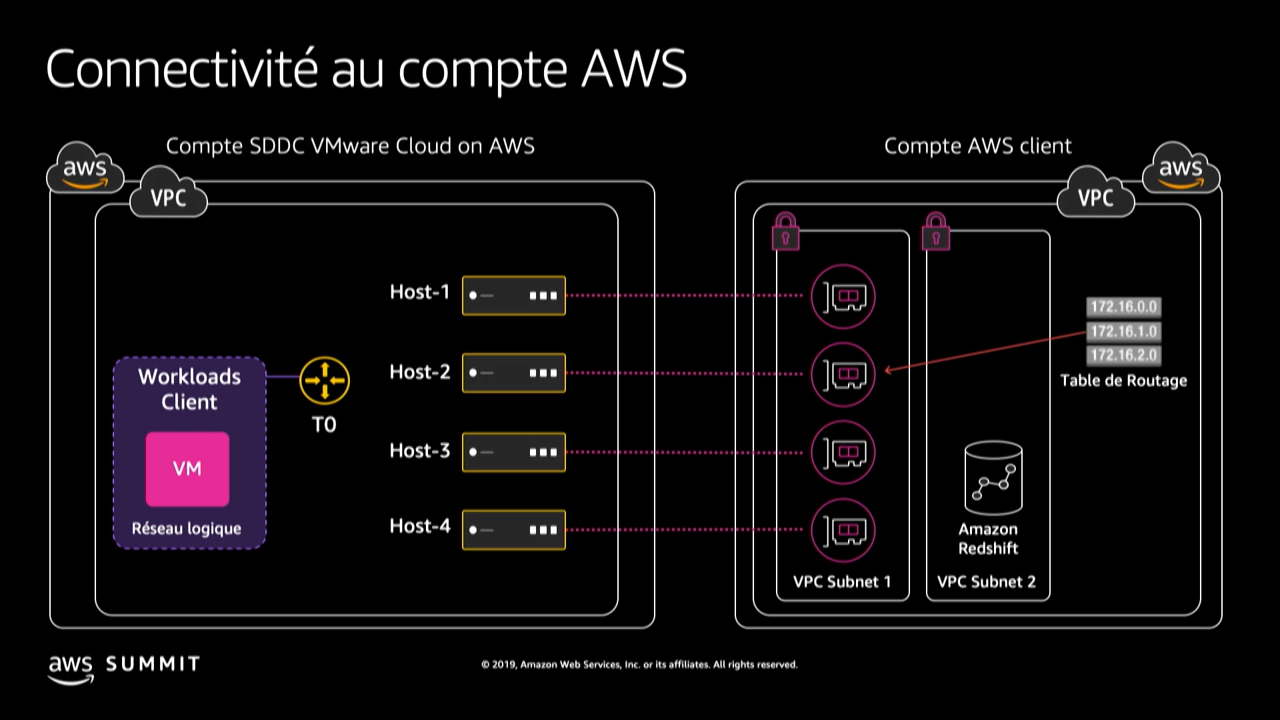 Connectivité au compte AWS
Compte SDDC VMware Cloud on AWS
aws
VPC
Host-1
Host-2
Host-3
Host-4
Workloads
Client
VM
Réseau logique
T0
Compte AWS client
aws
VPC
172.16.0.0
172.16.1.0
172.16.2.0
Table de Routage
Amazon
Redshift
VPC Subnet 1
VPC Subnet 2
aws SUMMIT
© 2019, Amazon Web Services, Inc. or its affiliates. All rights reserved.